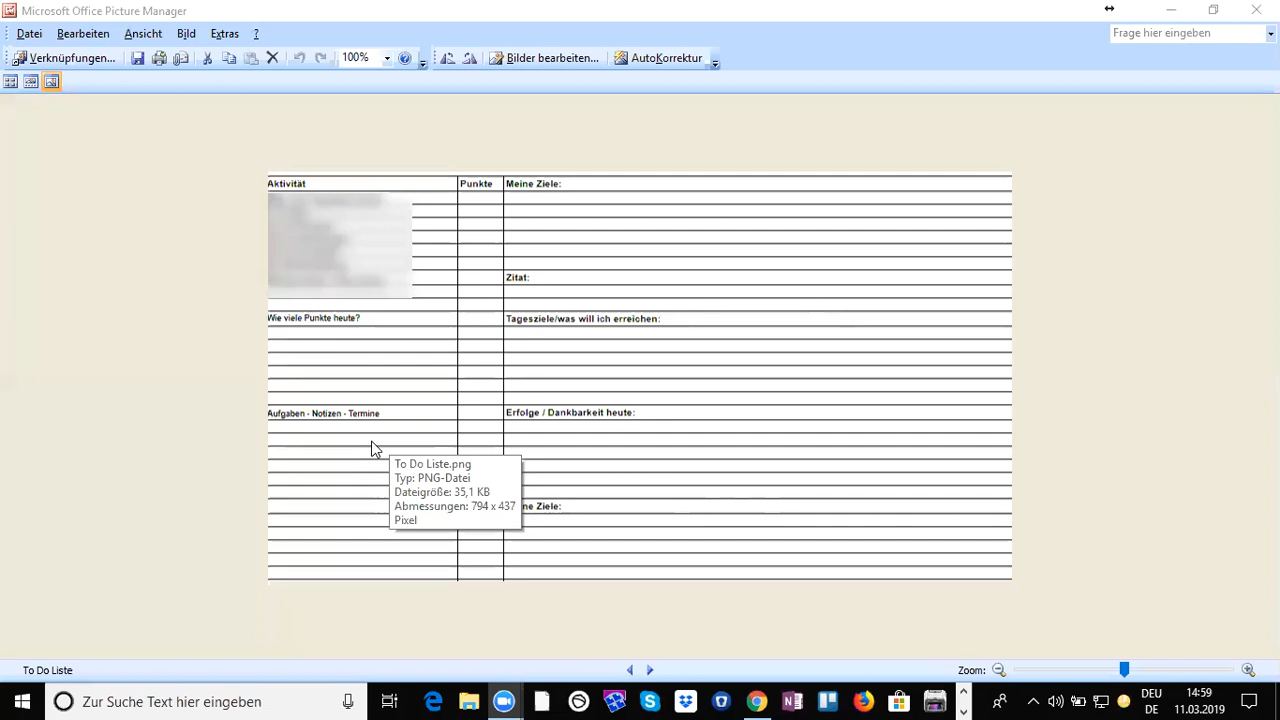 Microsoft Office Picture Manager
Datei Bearbeiten Ansicht Bild Extras ?
Frage hier eingeben
Verknüpfungen... 100% Bilder bearbeiten... AutoKorrektur
Aktivität Punkte Meine Ziele:
Zitat:
Wie viele Punkte heute? Tagesziele/was will ich erreichen:
Aufgaben - Notizen - Termine Erfolge / Dankbarkeit heute:
To Do Liste.png
Typ: PNG-Datei
Dateigröße: 35,1 KB
Abmessungen: 794 x 437
Pixel
ne Ziele:
To Do Liste Zoom:
Zur Suche Text hier eingeben
DEU 14:59
DE 11.03.2019